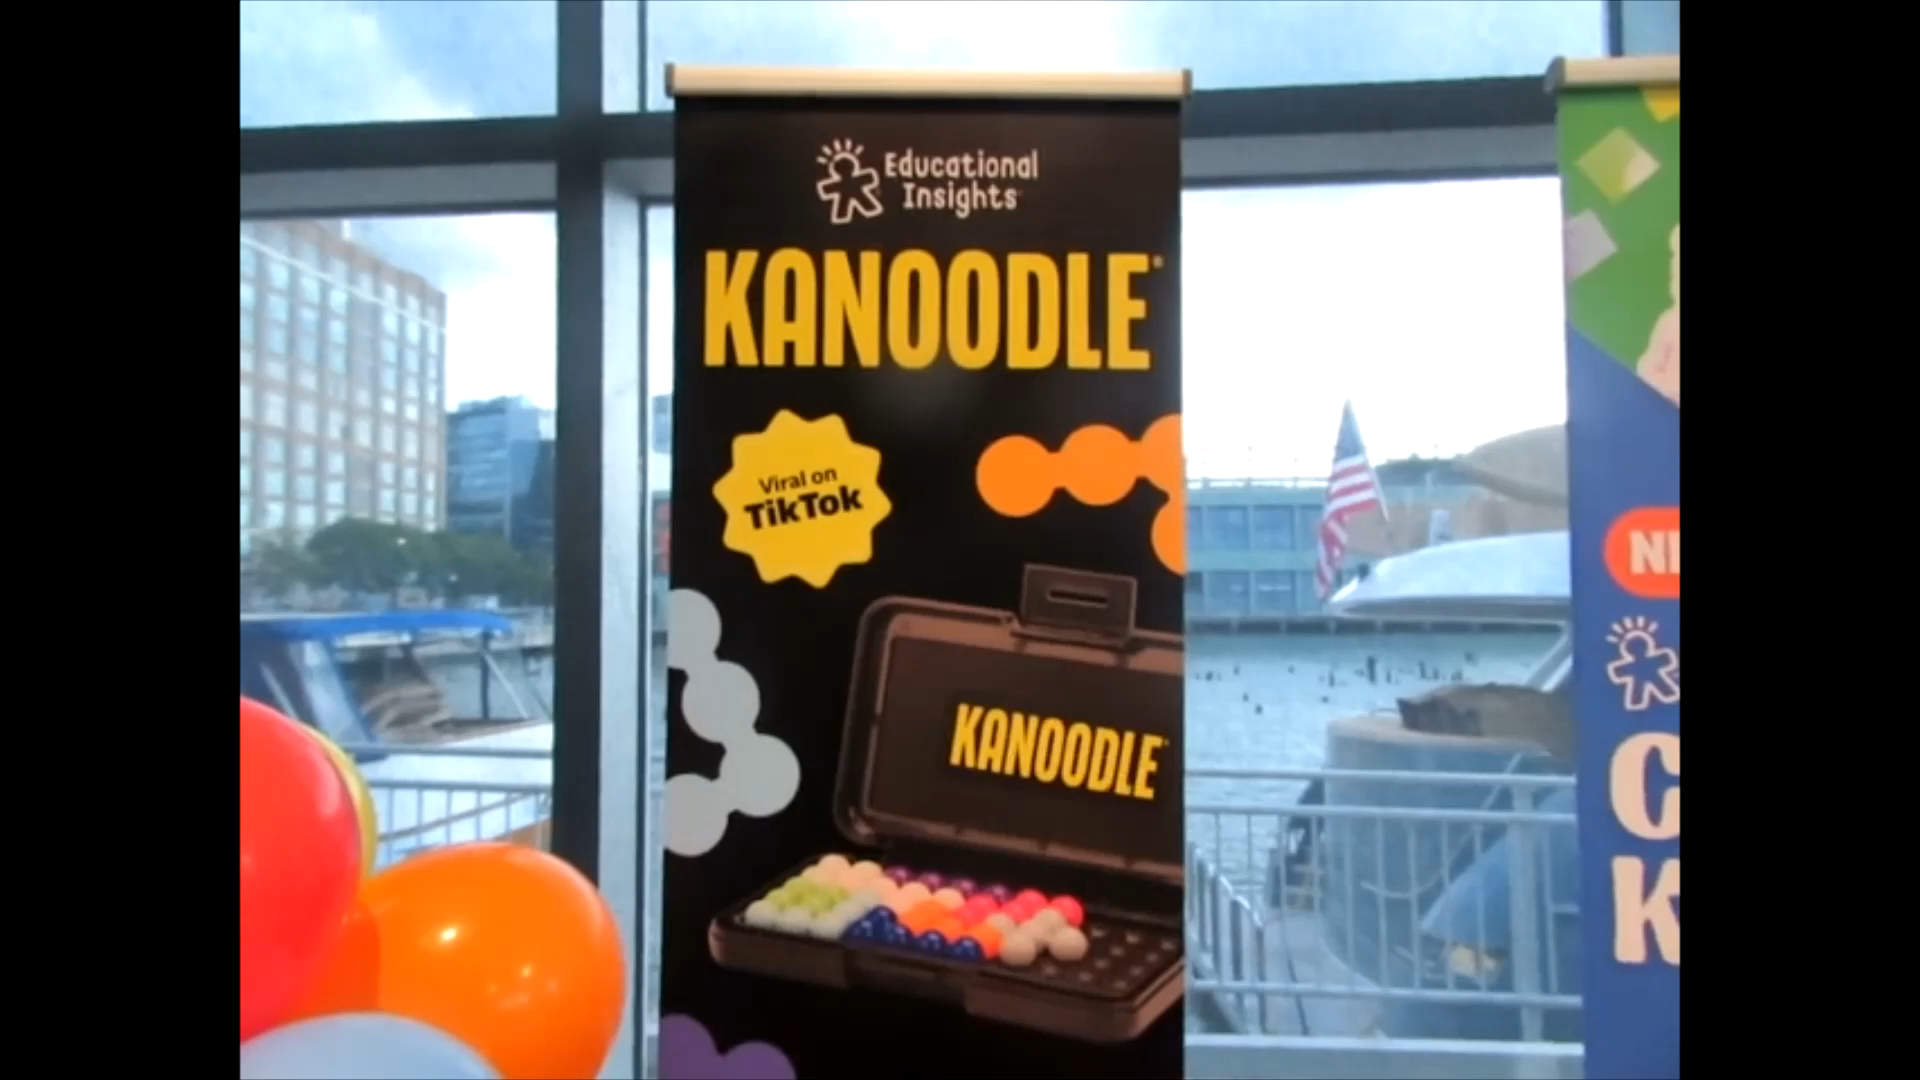 Educational
Insights
KANOODLE
Viral on
TikTok
KANOODLE